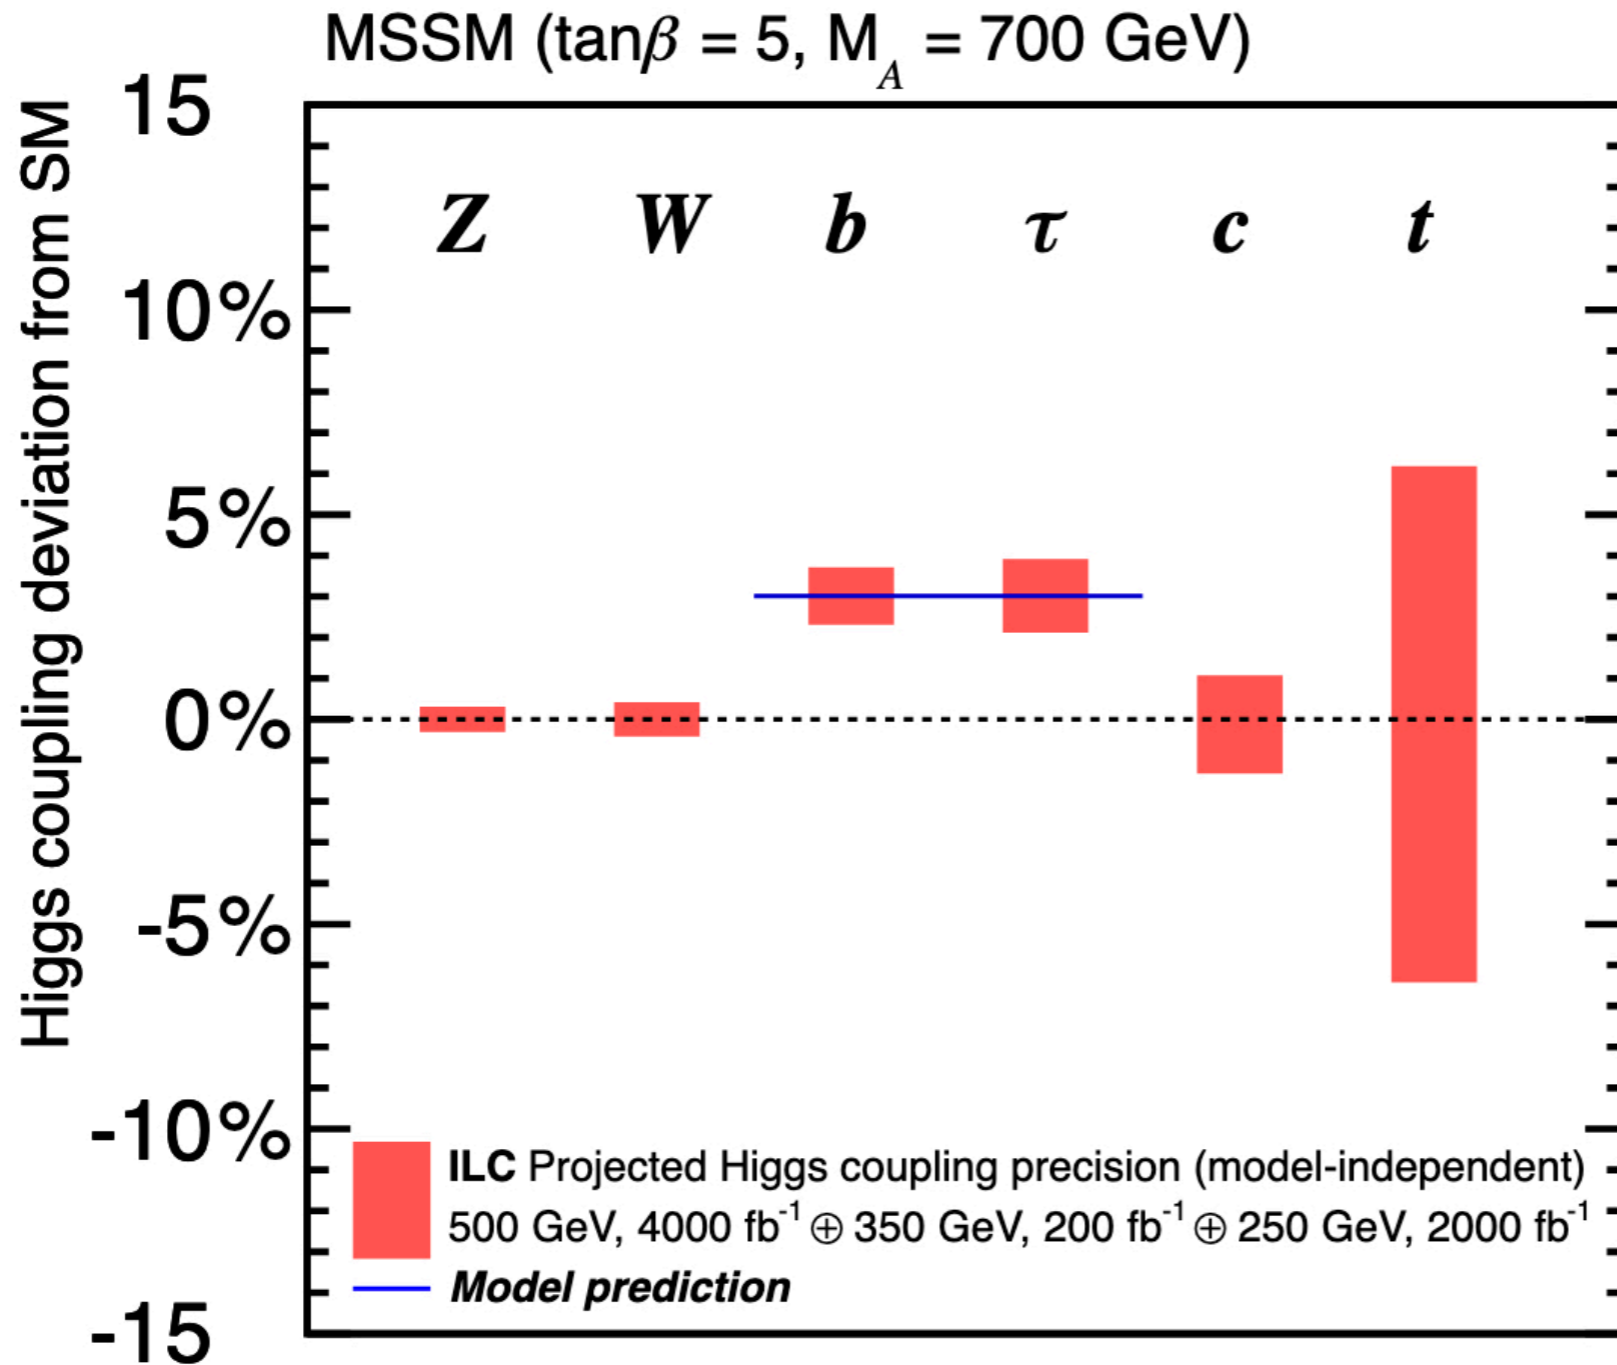 MSSM (tanβ = 5, M_A = 700 GeV)
Higgs coupling deviation from SM
15
10%
5%
0%
-5%
-10%
-15
Z W b τ c t
ILC Projected Higgs coupling precision (model-independent)
500 GeV, 4000 fb⁻¹ ⊕ 350 GeV, 200 fb⁻¹ ⊕ 250 GeV, 2000 fb⁻¹
Model prediction